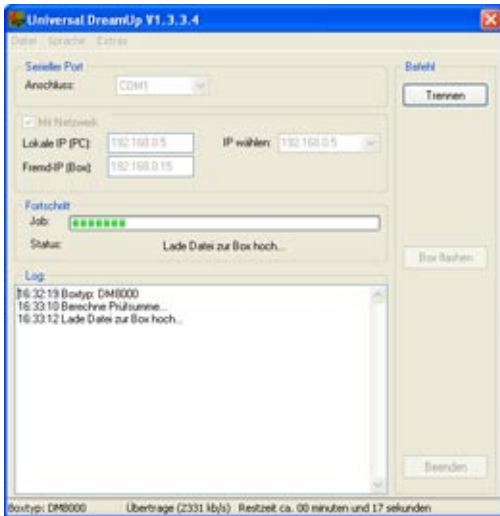 Universal DreamUp V1.3.3.4
Datei Sprache Extras
Serieller Port
Anschluss: COM1
Befehl
Trennen
Mit Netzwerk
Lokale IP (PC): 192.168.0.5 IP wählen: 192.168.0.5
Fremd-IP (Box): 192.168.0.15
Fortschritt
Job:
Status: Lade Datei zur Box hoch...
Box flashen
Log:
16:32:19 Boxtyp: DM8000
16:33:10 Berechne Prüfsumme...
16:33:12 Lade Datei zur Box hoch...
Beenden
Boxtyp: DM8000 Übertrage (2331 kb/s) Restzeit ca. 00 minuten und 17 sekunden